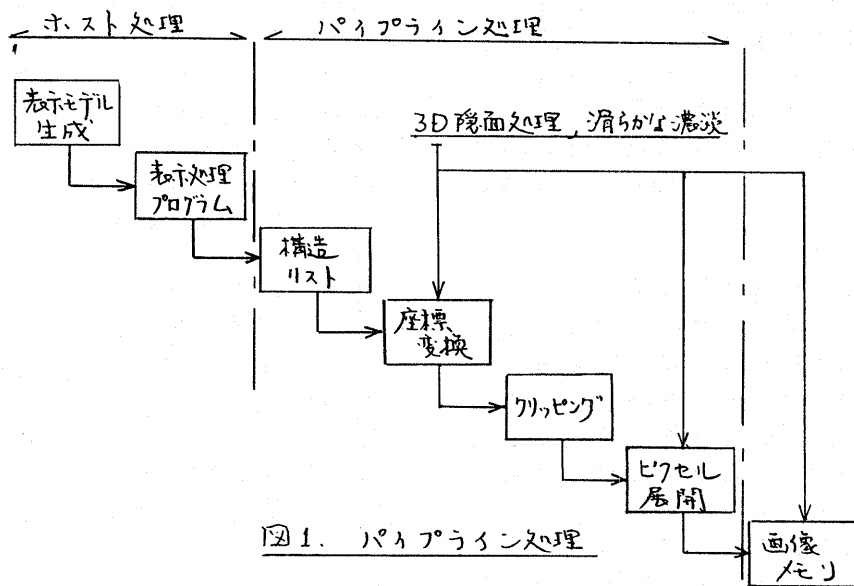 ホスト処理
パイプライン処理
表示モデル
生成
3D 隠面処理, 滑らかな濃淡
表示処理
プログラム
構造
リスト
座標
変換
クリッピング
ピクセル
展開
画像
メモリ
図1. パイプライン処理